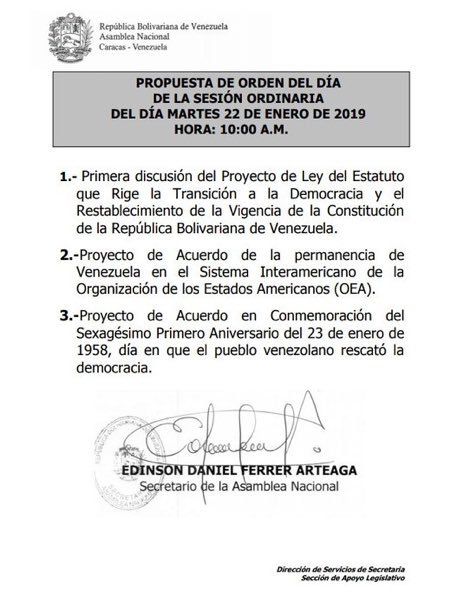 República Bolivariana de Venezuela
Asamblea Nacional
Caracas - Venezuela
PROPUESTA DE ORDEN DEL DÍA
DE LA SESIÓN ORDINARIA
DEL DÍA MARTES 22 DE ENERO DE 2019
HORA: 10:00 A.M.
1.- Primera discusión del Proyecto de Ley del Estatuto
que Rige la Transición a la Democracia y el
Restablecimiento de la Vigencia de la Constitución
de la República Bolivariana de Venezuela.
2.-Proyecto de Acuerdo de la permanencia de
Venezuela en el Sistema Interamericano de la
Organización de los Estados Americanos (OEA).
3.-Proyecto de Acuerdo en Conmemoración del
Sexagésimo Primero Aniversario del 23 de enero de
1958, día en que el pueblo venezolano rescató la
democracia.
EDINSON DANIEL FERRER ARTEAGA
Secretario de la Asamblea Nacional
Dirección de Servicios de Secretaria
Sección de Apoyo Legislativo